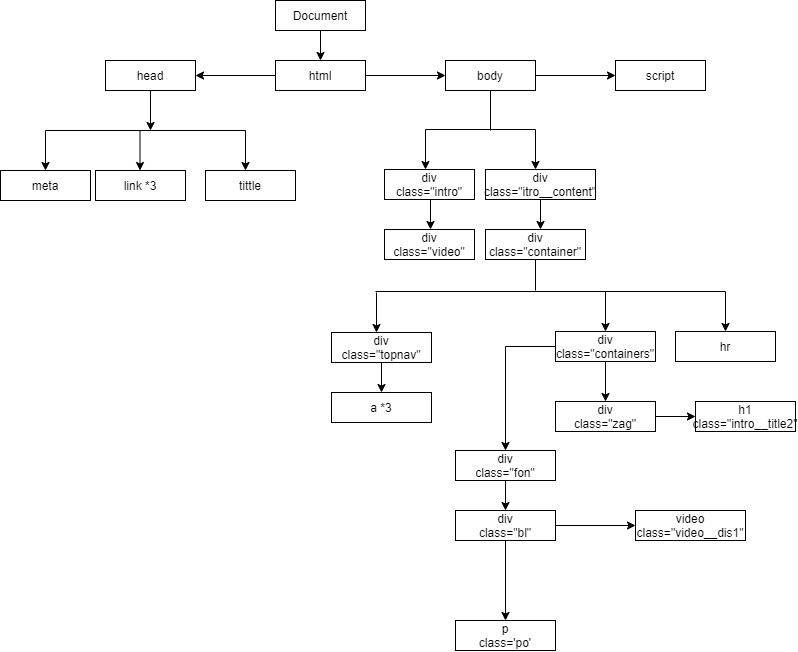 Document
head
html
body
script
meta
link *3
tittle
div
class="intro"
div
class="itro__content"
div
class="video"
div
class="container"
div
class="topnav"
div
class="containers"
hr
a *3
div
class="zag"
h1
class="intro__title2"
div
class="fon"
div
class="bl"
video
class="video__dis1"
p
class='po'